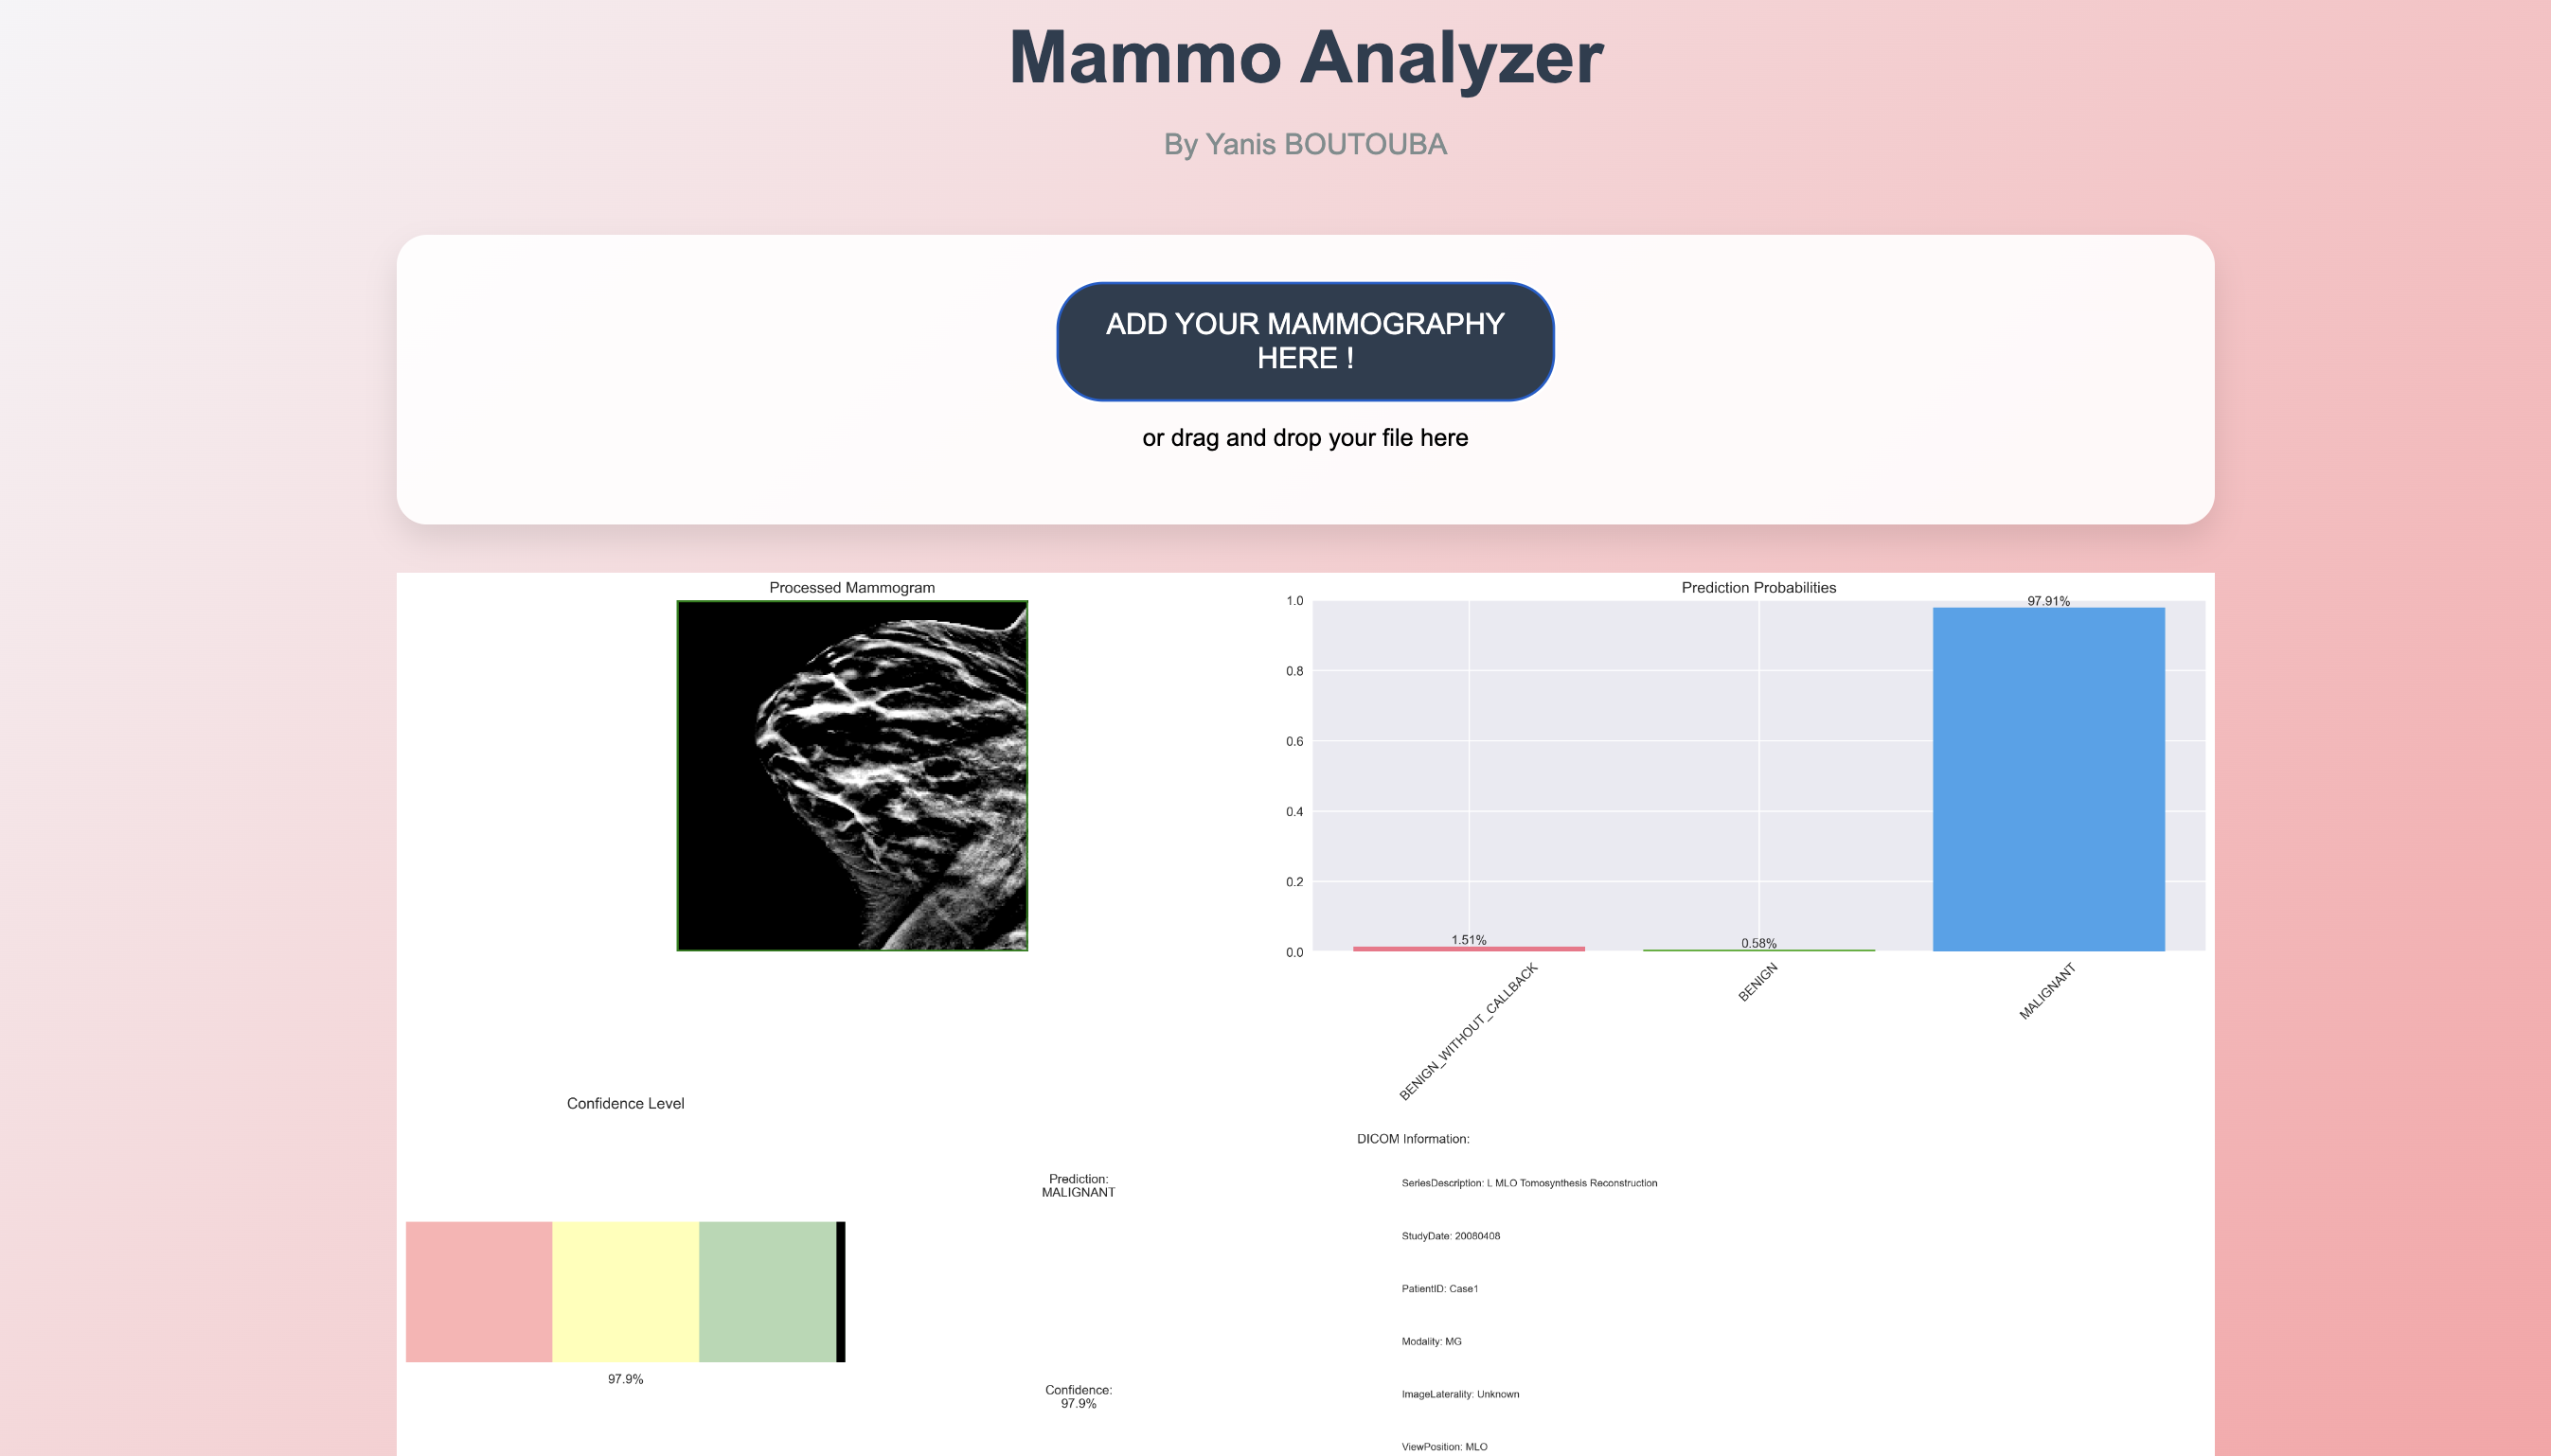 Mammo Analyzer
By Yanis BOUTOUBA
ADD YOUR MAMMOGRAPHY
HERE !
or drag and drop your file here
Processed Mammogram
Prediction Probabilities
1.0
0.8
0.6
0.4
0.2
0.0
1.51%
0.58%
97.91%
BENIGN_WITHOUT_CALLBACK
BENIGN
MALIGNANT
Confidence Level
97.9%
Prediction:
MALIGNANT
Confidence:
97.9%
DICOM Information:
SeriesDescription: L MLO Tomosynthesis Reconstruction
StudyDate: 20080408
PatientID: Case1
Modality: MG
ImageLaterality: Unknown
ViewPosition: MLO